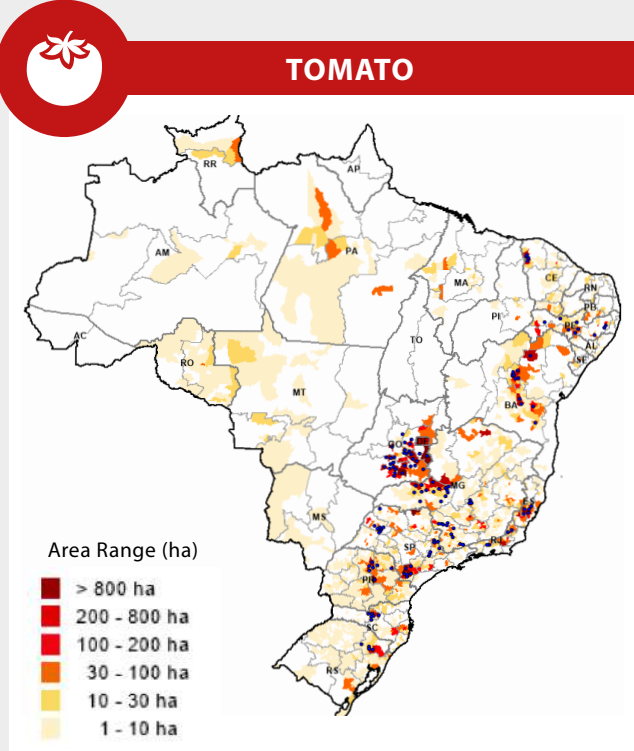 TOMATO
RR
AP
AM
PA
MA
CE
RN
PB
PI
PE
AC
TO
AL
SE
RO
MT
BA
GO
DF
MG
MS
ES
SP
RJ
PR
SC
RS
Area Range (ha)
> 800 ha
200 - 800 ha
100 - 200 ha
30 - 100 ha
10 - 30 ha
1 - 10 ha